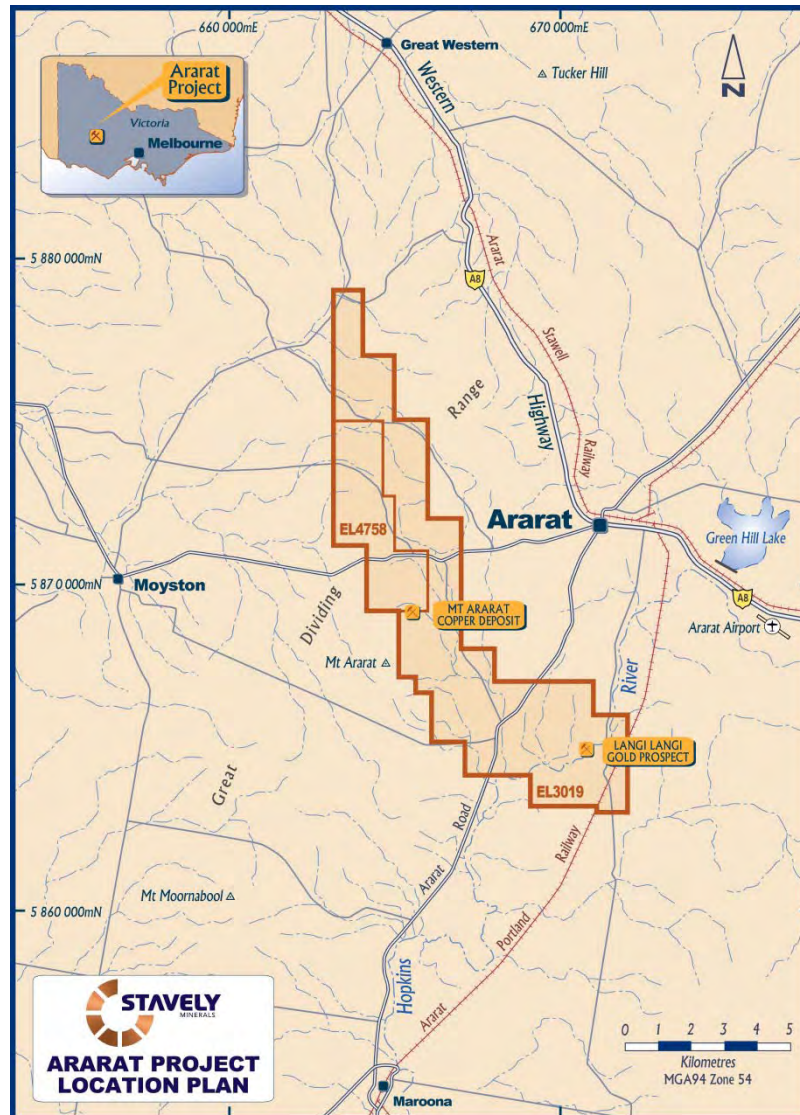 660 000mE
670 000mE
Great Western
Tucker Hill
N
Ararat
Project
Victoria
Melbourne
Western
Highway
5 880 000mN
A8
Ararat
Stawell
Railway
Range
EL4758
Ararat
Green Hill Lake
5 870 000mN
Moyston
MT ARARAT
COPPER DEPOSIT
A8
Ararat Airport
Dividing
Mt Ararat
River
LANGI LANGI
GOLD PROSPECT
Great
EL3019
Road
Ararat
Railway
Portland
Ararat
Mt Moornabool
5 860 000mN
Hopkins
STAVELY
MINERALS
ARARAT PROJECT
LOCATION PLAN
0 1 2 3 4 5
Kilometres
MGA94 Zone 54
Maroona